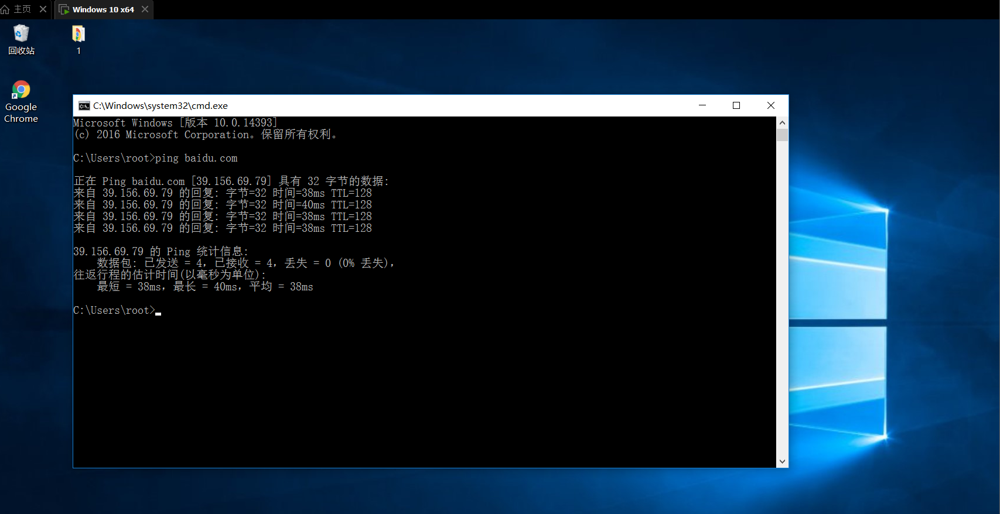 主页
Windows 10 x64
回收站
1
Google
Chrome
C:\Windows\system32\cmd.exe
Microsoft Windows [版本 10.0.14393]
(c) 2016 Microsoft Corporation。保留所有权利。
C:\Users\root>ping baidu.com
正在 Ping baidu.com [39.156.69.79] 具有 32 字节的数据:
来自 39.156.69.79 的回复: 字节=32 时间=38ms TTL=128
来自 39.156.69.79 的回复: 字节=32 时间=40ms TTL=128
来自 39.156.69.79 的回复: 字节=32 时间=38ms TTL=128
来自 39.156.69.79 的回复: 字节=32 时间=38ms TTL=128
39.156.69.79 的 Ping 统计信息:
数据包: 已发送 = 4，已接收 = 4，丢失 = 0 (0% 丢失)，
往返行程的估计时间(以毫秒为单位):
最短 = 38ms，最长 = 40ms，平均 = 38ms
C:\Users\root>